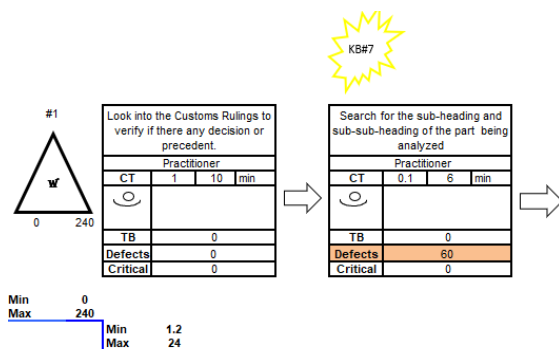 KB#7
#1
0 240
Look into the Customs Rulings to
verify if there any decision or
precedent.
Practitioner
CT 1 10 min
TB 0
Defects 0
Critical 0
Search for the sub-heading and
sub-sub-heading of the part being
analyzed
Practitioner
CT 0.1 6 min
TB 0
Defects 60
Critical 0
Min 0
Max 240
Min 1.2
Max 24